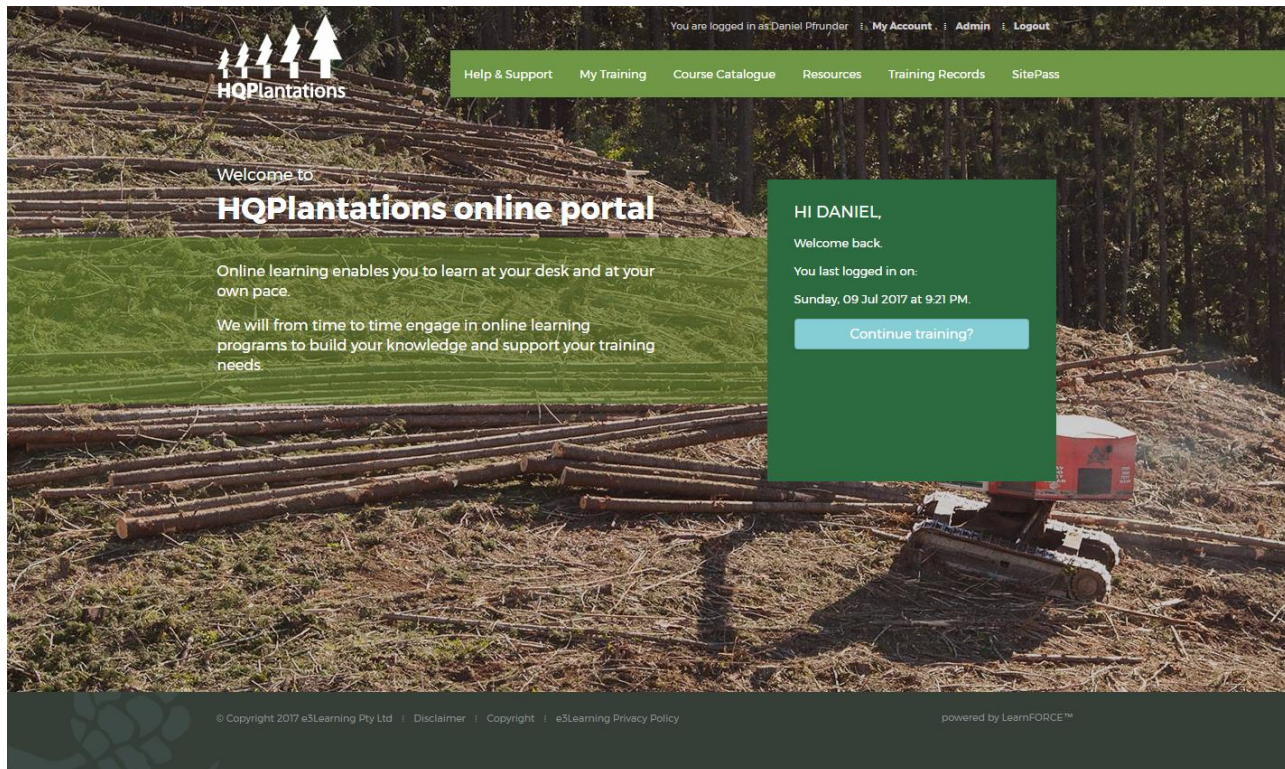 You are logged in as Daniel Pfrunder | My Account | Admin | Logout
HQPlantations
Help & Support My Training Course Catalogue Resources Training Records SitePass
Welcome to
HQPlantations online portal
Online learning enables you to learn at your desk and at your
own pace.
We will from time to time engage in online learning
programs to build your knowledge and support your training
needs.
HI DANIEL,
Welcome back.
You last logged in on:
Sunday, 09 Jul 2017 at 9:21 PM.
Continue training?
© Copyright 2017 e3Learning Pty Ltd | Disclaimer | Copyright | e3Learning Privacy Policy
powered by LearnFORCE™